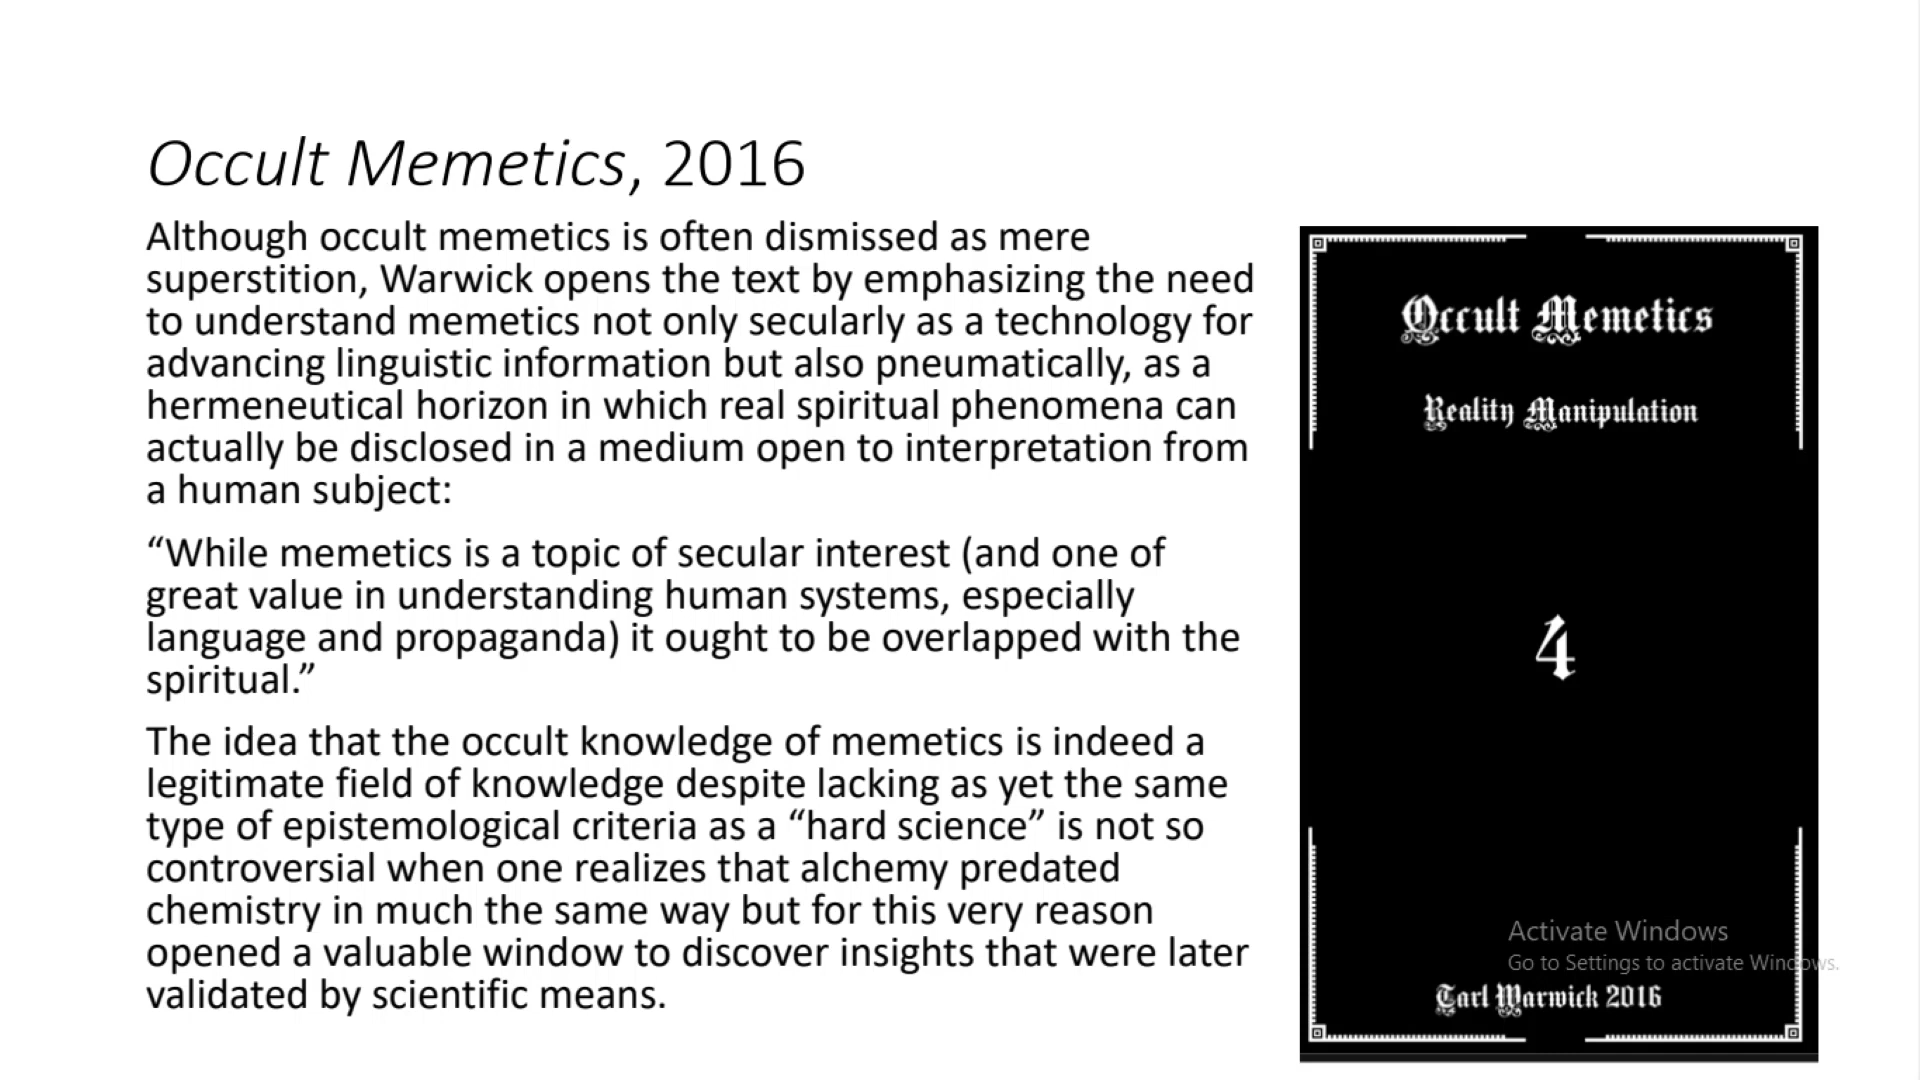 Occult Memetics, 2016
Although occult memetics is often dismissed as mere
superstition, Warwick opens the text by emphasizing the need
to understand memetics not only secularly as a technology for
advancing linguistic information but also pneumatically, as a
hermeneutical horizon in which real spiritual phenomena can
actually be disclosed in a medium open to interpretation from
a human subject:
“While memetics is a topic of secular interest (and one of
great value in understanding human systems, especially
language and propaganda) it ought to be overlapped with the
spiritual.”
The idea that the occult knowledge of memetics is indeed a
legitimate field of knowledge despite lacking as yet the same
type of epistemological criteria as a “hard science” is not so
controversial when one realizes that alchemy predated
chemistry in much the same way but for this very reason
opened a valuable window to discover insights that were later
validated by scientific means.
Occult Memetics
Reality Manipulation
4
Activate Windows
Go to Settings to activate Windows.
Tarl Warwick 2016